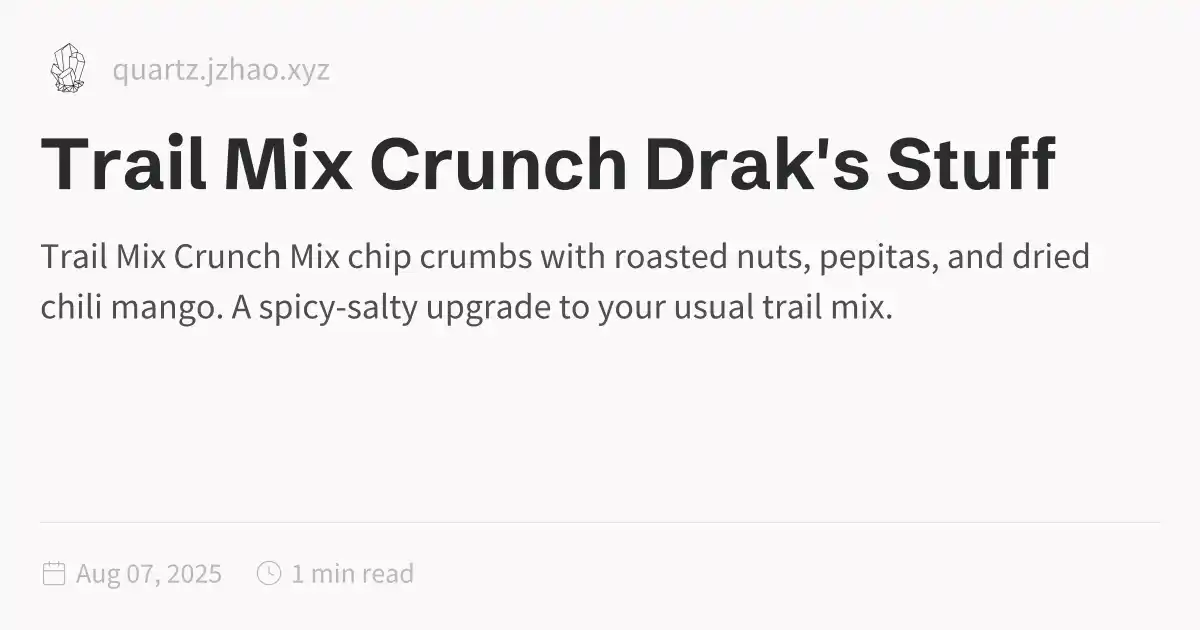 quartz.jzhao.xyz
Trail Mix Crunch Drak's Stuff
Trail Mix Crunch Mix chip crumbs with roasted nuts, pepitas, and dried
chili mango. A spicy-salty upgrade to your usual trail mix.
Aug 07, 2025 1 min read